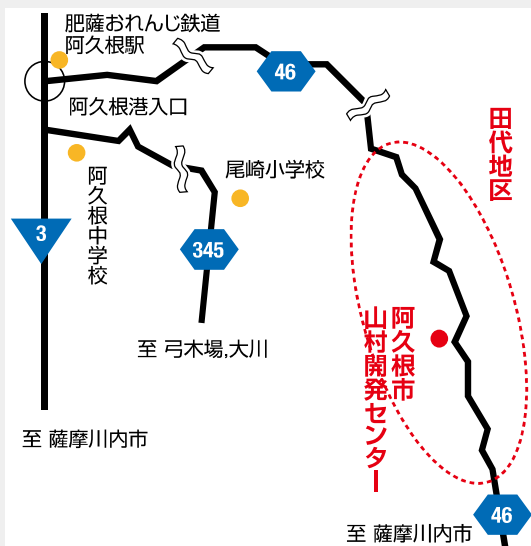 肥薩おれんじ鉄道
阿久根駅
46
阿久根港入口
田代地区
尾崎小学校
阿久根中学校
3
345
阿久根市
山村開発センター
至 弓木場,大川
至 薩摩川内市
46
至 薩摩川内市